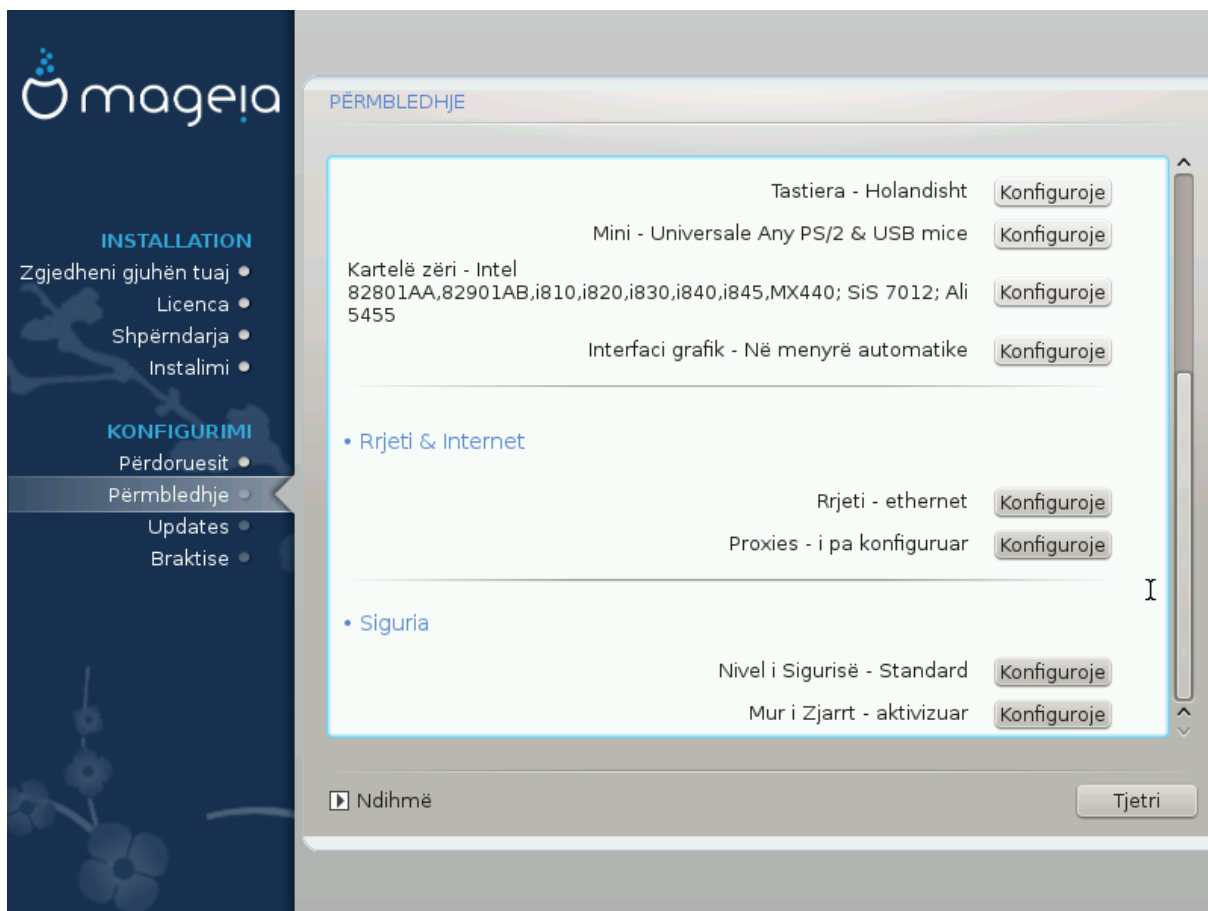 mageia
INSTALLATION
Zgjedheni gjuhën tuaj
Licenca
Shpërndarja
Instalimi
KONFIGURIMI
Përdoruesit
Përmbledhje
Updates
Braktise
PËRMBLEDHJE
Tastiera - Holandisht Konfiguroje
Mini - Universale Any PS/2 & USB mice Konfiguroje
Kartelë zëri - Intel
82801AA,82901AB,i810,i820,i830,i840,i845,MX440; SiS 7012; Ali Konfiguroje
5455
Interfaci grafik - Në menyrë automatike Konfiguroje
• Rrjeti & Internet
Rrjeti - ethernet Konfiguroje
Proxies - i pa konfiguruar Konfiguroje
• Siguria
Nivel i Sigurisë - Standard Konfiguroje
Mur i Zjarrt - aktivizuar Konfiguroje
Ndihmë
Tjetri